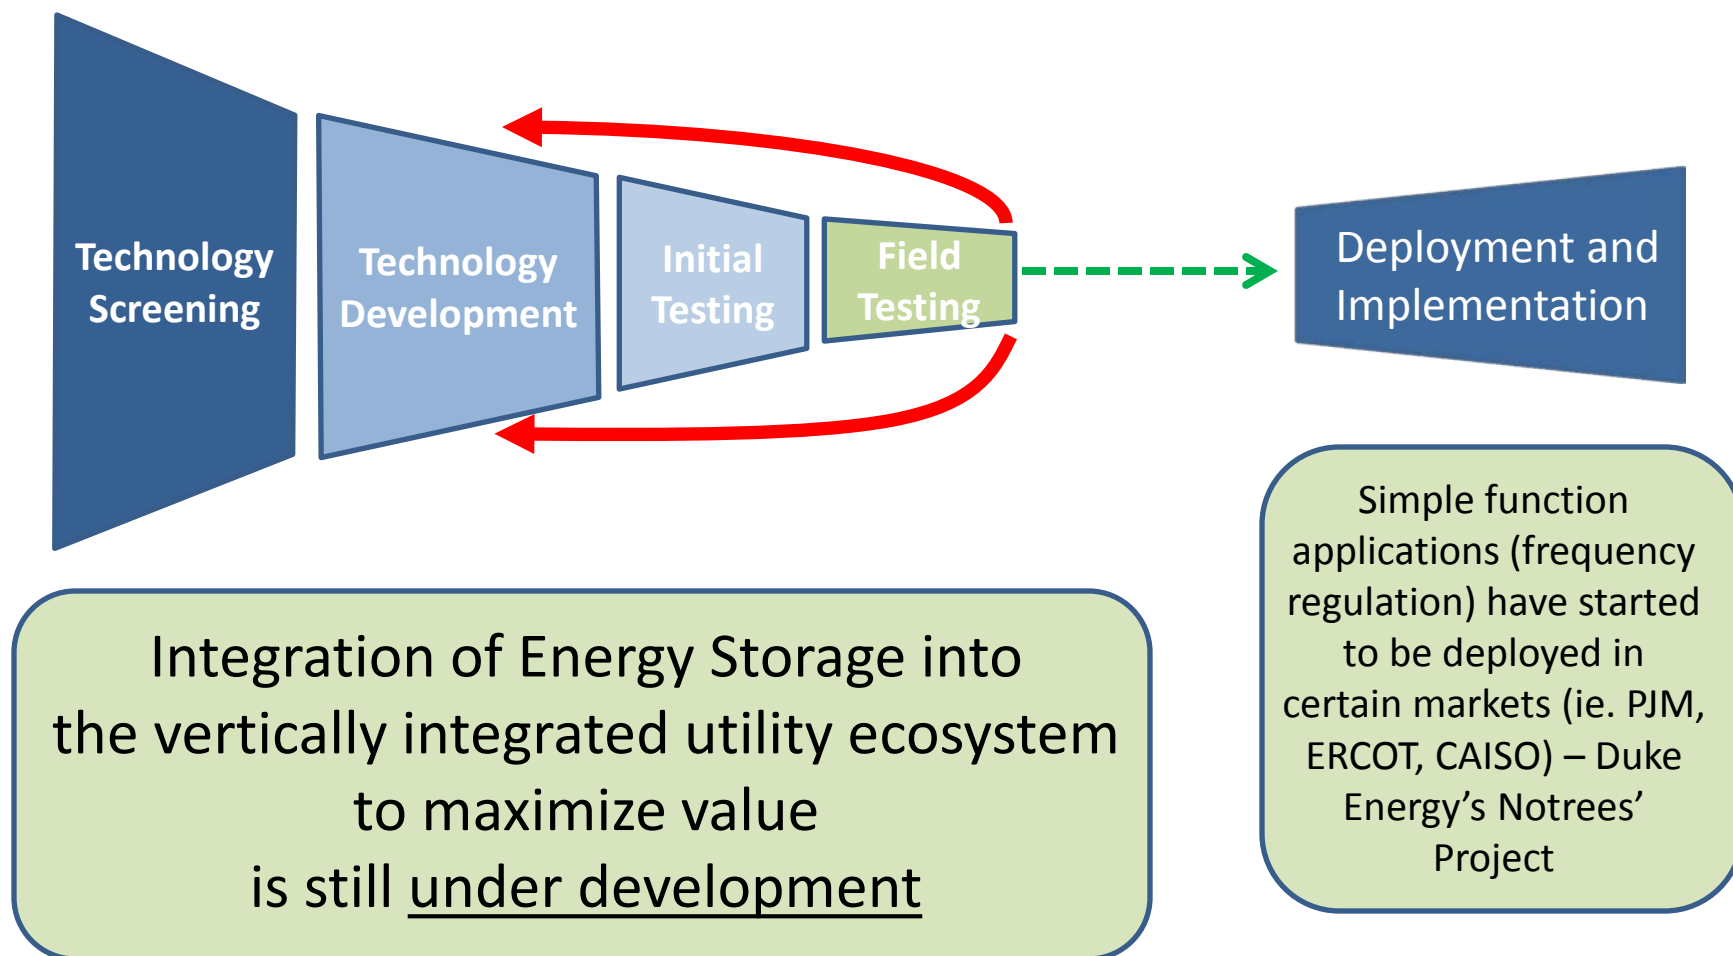 Technology
Screening
Technology
Development
Initial
Testing
Field
Testing
Deployment and
Implementation
Integration of Energy Storage into
the vertically integrated utility ecosystem
to maximize value
is still under development
Simple function
applications (frequency
regulation) have started
to be deployed in
certain markets (ie. PJM,
ERCOT, CAISO) – Duke
Energy’s Notrees’
Project